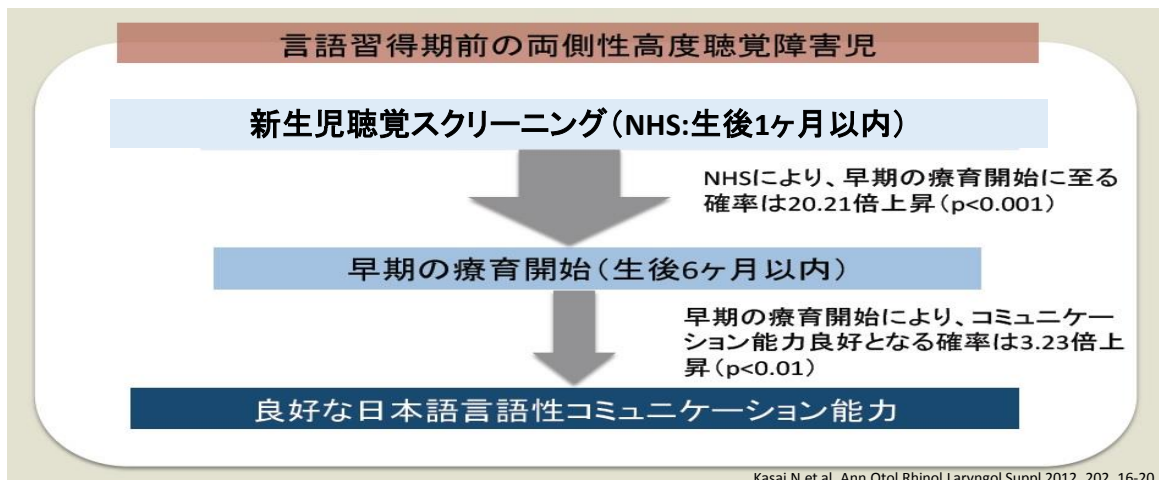 言語習得期前の両側性高度聴覚障害児
新生児聴覚スクリーニング（NHS:生後1ヶ月以内）
NHSにより、早期の療育開始に至る
確率は20.21倍上昇（p<0.001）
早期の療育開始（生後6ヶ月以内）
早期の療育開始により、コミュニケー
ション能力良好となる確率は3.23倍上
昇（p<0.01）
良好な日本語言語性コミュニケーション能力
Kasai N et al. Ann Otol Rhinol Laryngol Suppl 2012, 202, 16-20